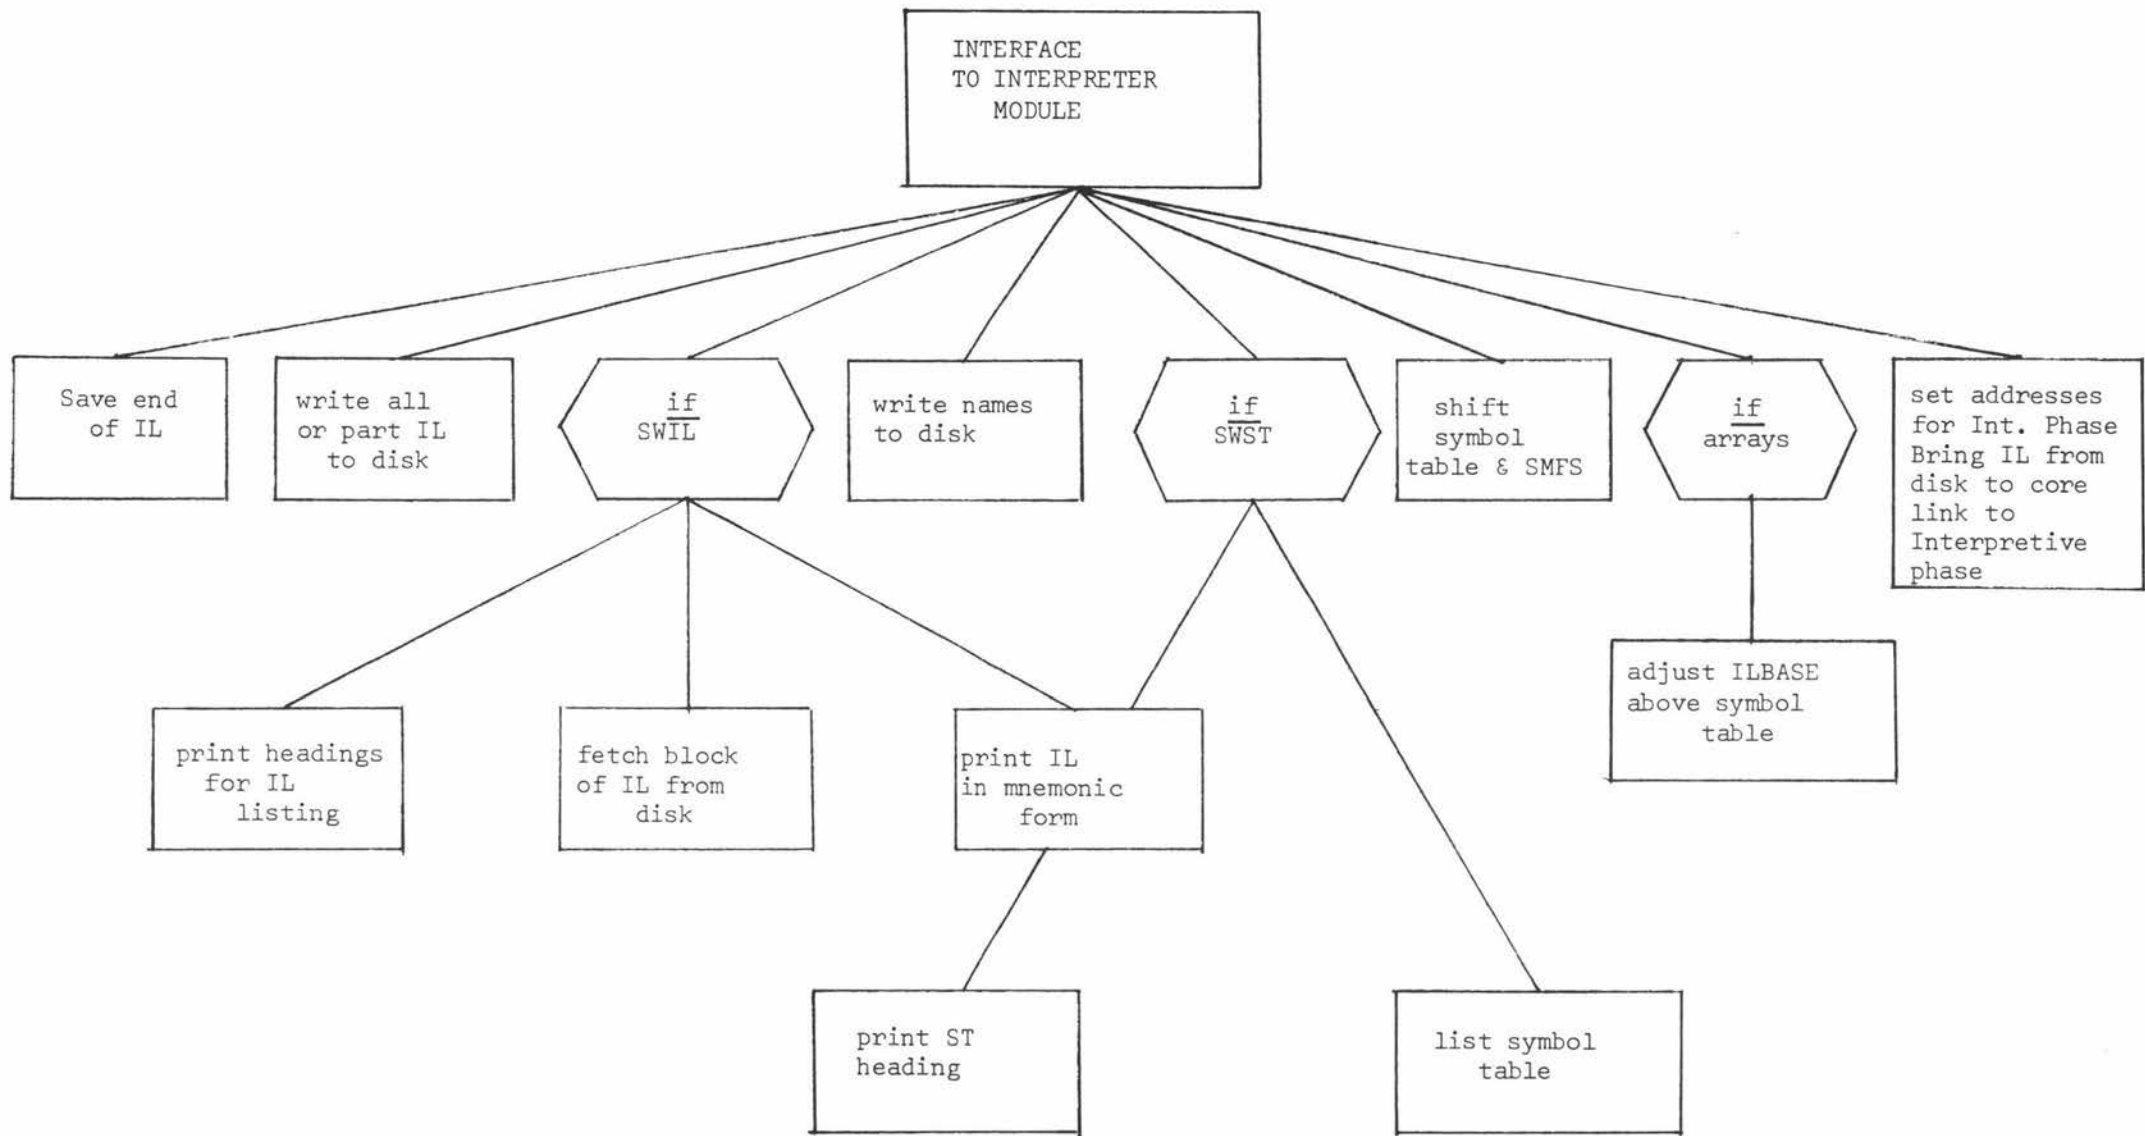 INTERFACE
TO INTERPRETER
MODULE
Save end
of IL
write all
or part IL
to disk
if
SWIL
write names
to disk
if
SWST
shift
symbol
table & SMFS
if
arrays
set addresses
for Int. Phase
Bring IL from
disk to core
link to
Interpretive
phase
print headings
for IL
listing
fetch block
of IL from
disk
print IL
in mnemonic
form
adjust ILBASE
above symbol
table
print ST
heading
list symbol
table